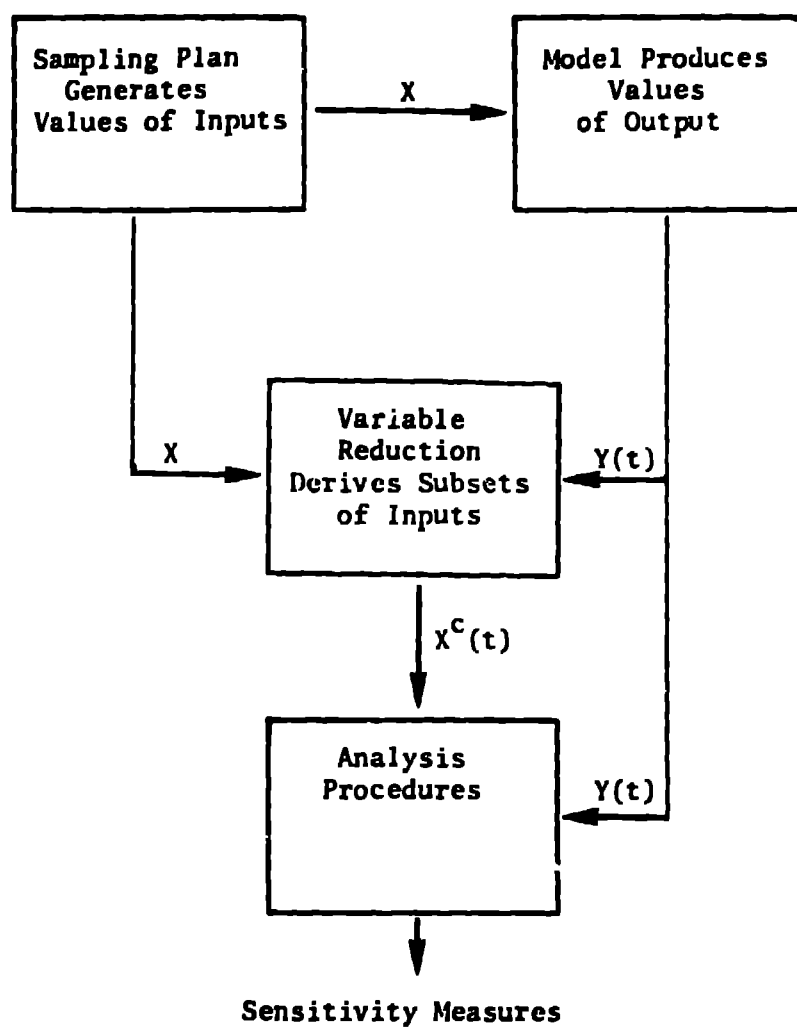 Sampling Plan
Generates
Values of Inputs
X
Model Produces
Values
of Output
Variable
Reduction
Derives Subsets
of Inputs
X
Y(t)
X^c(t)
Analysis
Procedures
Y(t)
Sensitivity Measures